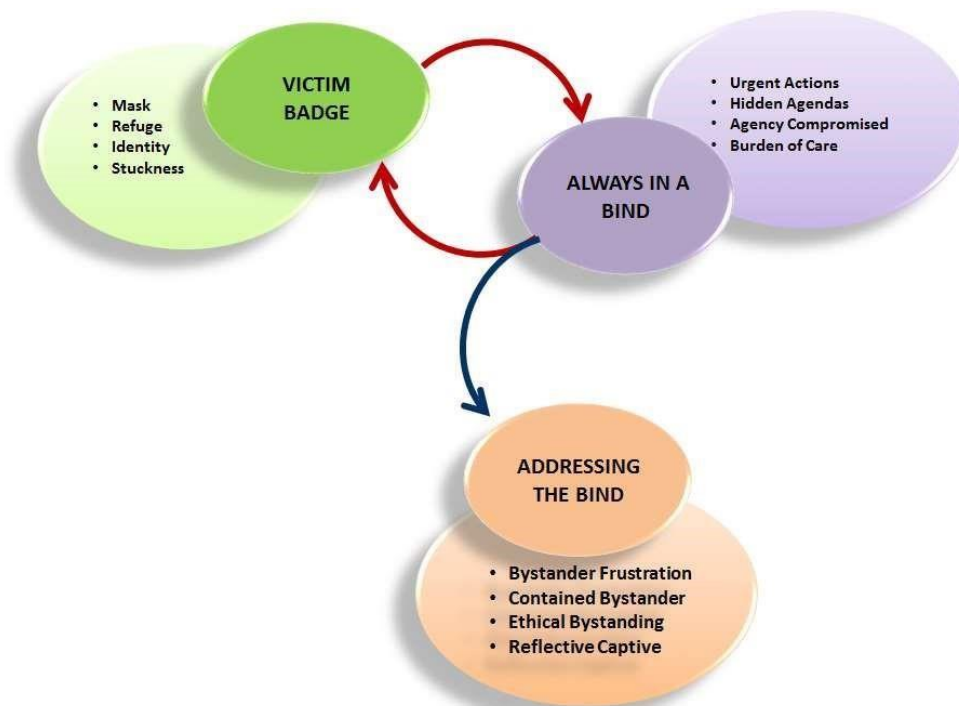 VICTIM
BADGE
• Mask
• Refuge
• Identity
• Stuckness
ALWAYS IN A
BIND
• Urgent Actions
• Hidden Agendas
• Agency Compromised
• Burden of Care
ADDRESSING
THE BIND
• Bystander Frustration
• Contained Bystander
• Ethical Bystanding
• Reflective Captive